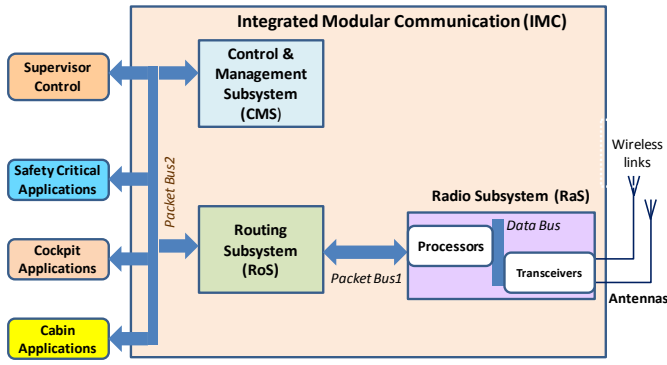 Integrated Modular Communication (IMC)
Supervisor
Control
Control &
Management
Subsystem
(CMS)
Safety Critical
Applications
Packet Bus2
Wireless
links
Radio Subsystem (RaS)
Cockpit
Applications
Routing
Subsystem
(RoS)
Packet Bus1
Processors
Data Bus
Transceivers
Antennas
Cabin
Applications